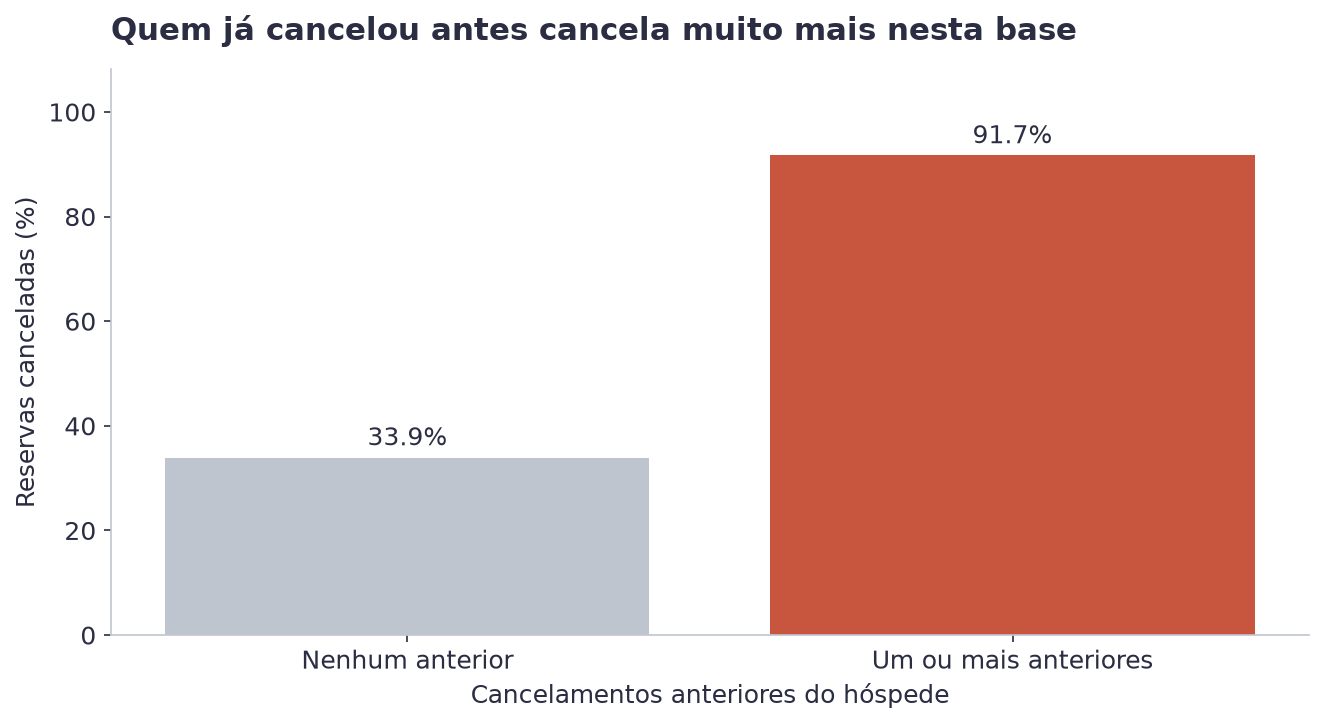 Quem já cancelou antes cancela muito mais nesta base
Reservas canceladas (%)
100
80
60
40
20
0
33.9%
91.7%
Nenhum anterior
Um ou mais anteriores
Cancelamentos anteriores do hóspede